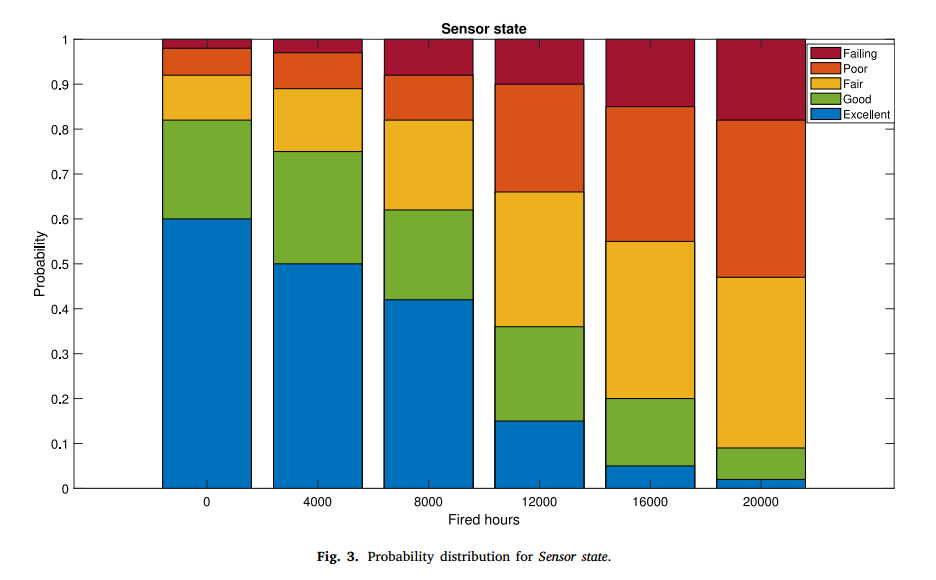 Sensor state
1
0.9
0.8
0.7
0.6
0.5
0.4
0.3
0.2
0.1
0
Probability
Failing
Poor
Fair
Good
Excellent
0 4000 8000 12000 16000 20000
Fired hours
Fig. 3. Probability distribution for Sensor state.